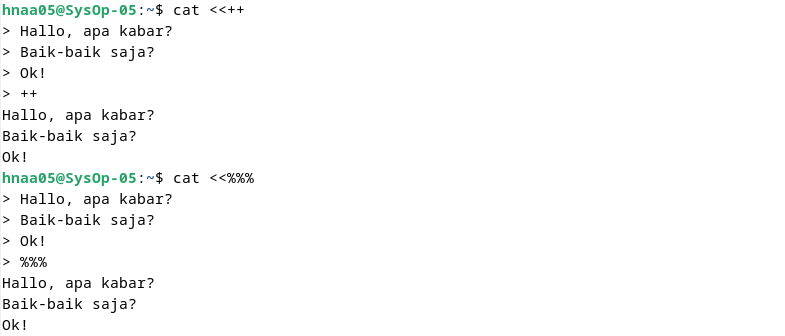 hnaa05@SysOp-05:~$ cat <<++
> Hallo, apa kabar?
> Baik-baik saja?
> Ok!
> ++
Hallo, apa kabar?
Baik-baik saja?
Ok!
hnaa05@SysOp-05:~$ cat <<%%%
> Hallo, apa kabar?
> Baik-baik saja?
> Ok!
> %%%
Hallo, apa kabar?
Baik-baik saja?
Ok!